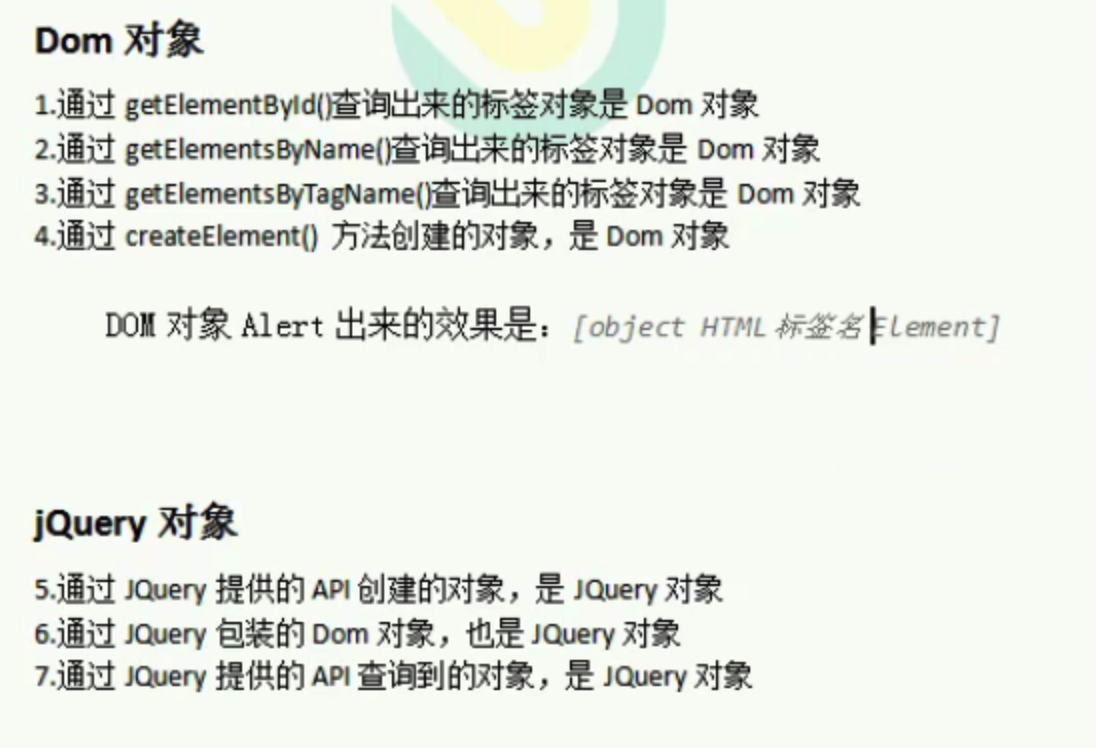 Dom 对象
1.通过 getElementById()查询出来的标签对象是 Dom 对象
2.通过 getElementsByName()查询出来的标签对象是 Dom 对象
3.通过 getElementsByTagName()查询出来的标签对象是 Dom 对象
4.通过 createElement() 方法创建的对象，是 Dom 对象
DOM 对象 Alert 出来的效果是：[object HTML 标签名 Element]
jQuery 对象
5.通过 JQuery 提供的 API 创建的对象，是 JQuery 对象
6.通过 JQuery 包装的 Dom 对象，也是 JQuery 对象
7.通过 JQuery 提供的 API 查询到的对象，是 JQuery 对象